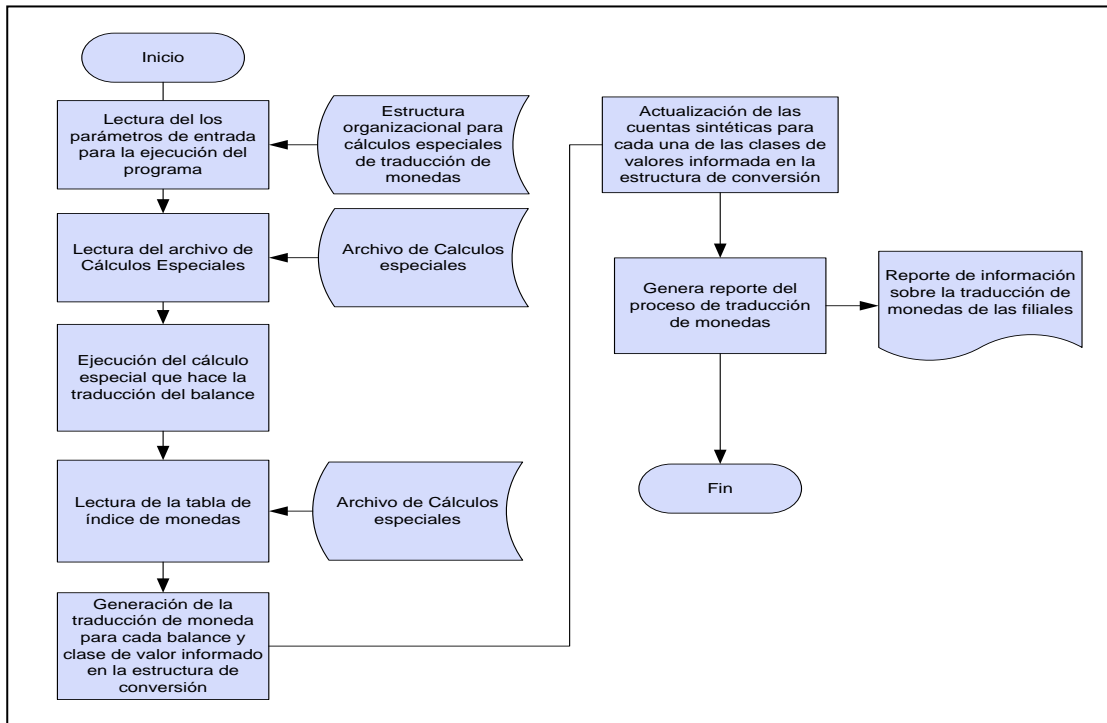 Inicio
Lectura del los
parámetros de entrada
para la ejecución del
programa
Estructura
organizacional para
cálculos especiales
de traducción de
monedas
Lectura del archivo de
Cálculos Especiales
Archivo de Calculos
especiales
Ejecución del cálculo
especial que hace la
traducción del balance
Lectura de la tabla de
índice de monedas
Archivo de Cálculos
especiales
Generación de la
traducción de moneda
para cada balance y
clase de valor informado
en la estructura de
conversión
Actualización de las
cuentas sintéticas para
cada una de las clases de
valores informada en la
estructura de conversión
Genera reporte del
proceso de traducción
de monedas
Reporte de información
sobre la traducción de
monedas de las filiales
Fin